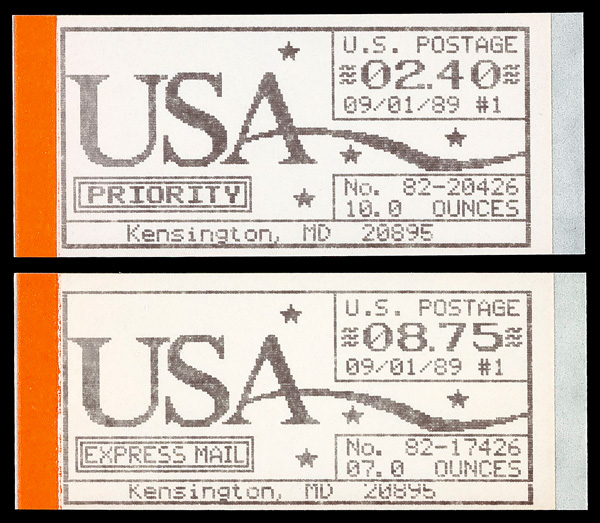 U.S. POSTAGE
02.40
09/01/89 #1
USA
PRIORITY
No. 82-20426
10.0 OUNCES
Kensington, MD 20895
U.S. POSTAGE
08.75
09/01/89 #1
USA
EXPRESS MAIL
No. 82-17426
07.0 OUNCES
Kensington, MD 20895